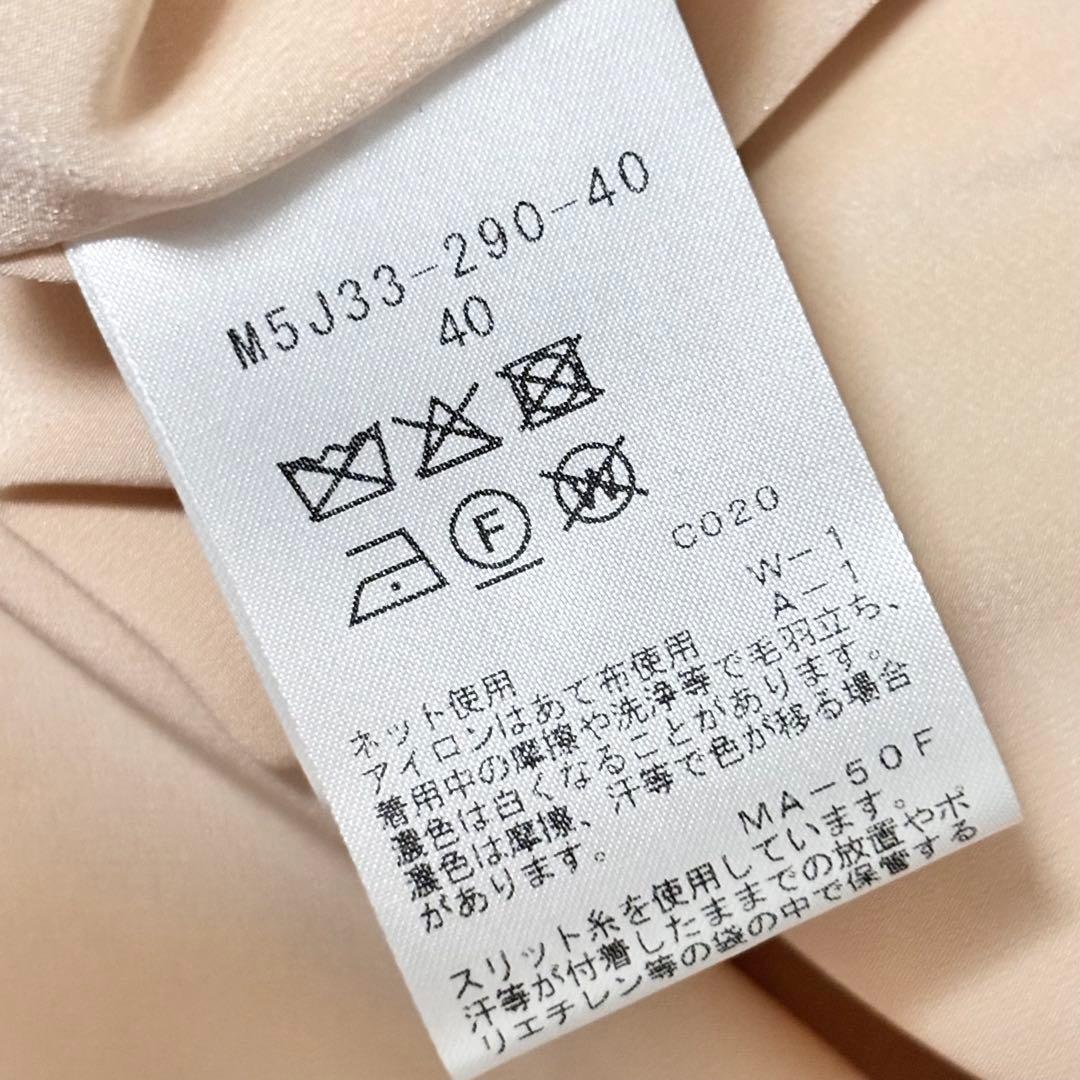 M5J33-290-40
40
F
W
C020
W-1
A-1
ネット使用
アイロンはあて布使用
着用中の摩擦や洗浄等で毛羽立ち、
濃色は白くなることがあります。
濃色は摩擦、汗等で色が移る場合
があります。
MA-50F
スリット糸を使用しています。
汗等が付着したままでの放置やポ
リエチレン等の袋の中で保管する